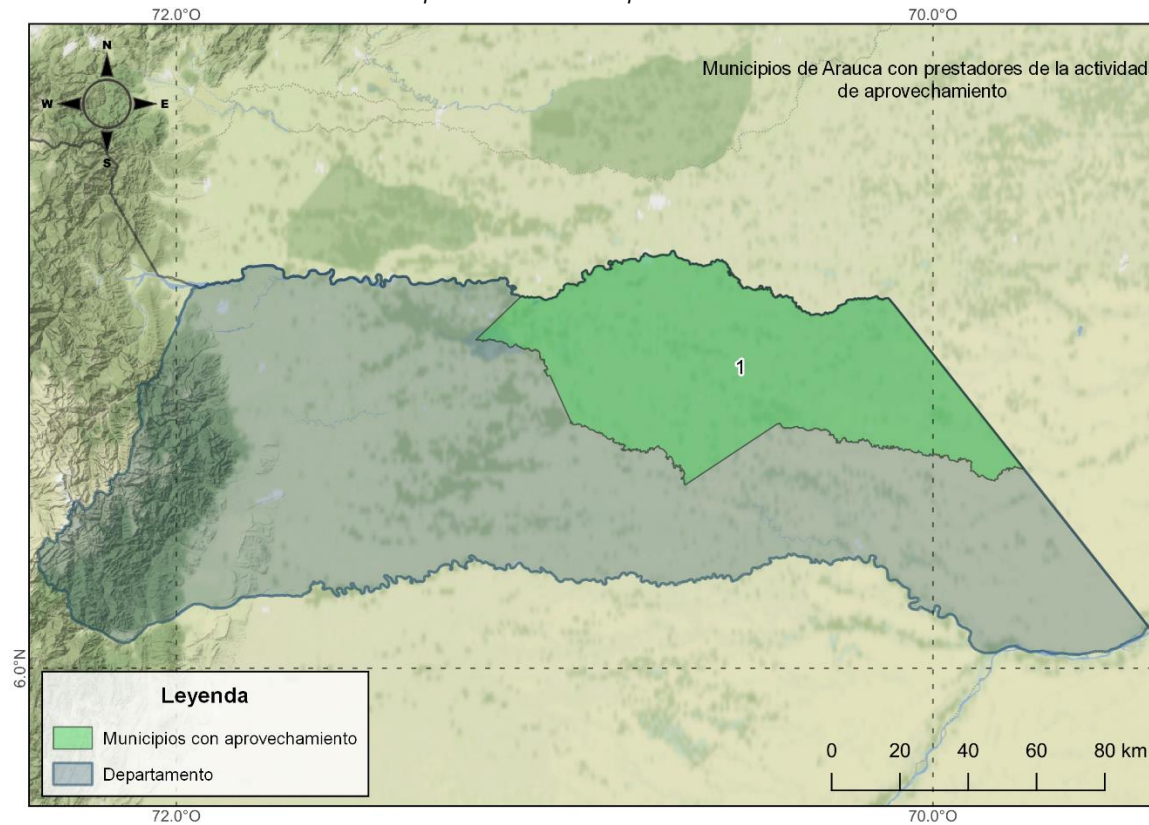 72.0°O
70.0°O
N
W
E
S
Municipios de Arauca con prestadores de la actividad
de aprovechamiento
1
6.0°N
Leyenda
Municipios con aprovechamiento
Departamento
0 20 40 60 80 km
72.0°O
70.0°O